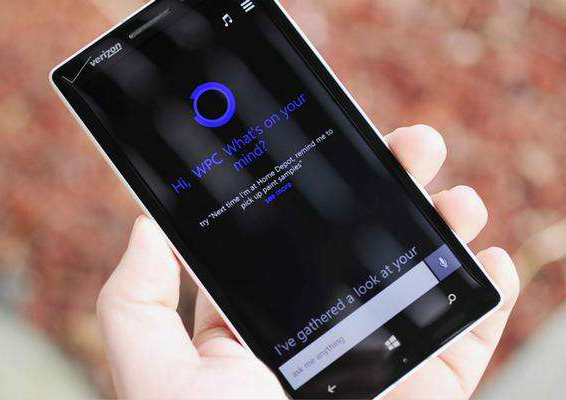 verizon
Hi, WPC What's on your
mind?
try "Next time I'm at Home Depot, remind me to
pick up paint samples"
see more
I've gathered a look at your
ask me anything